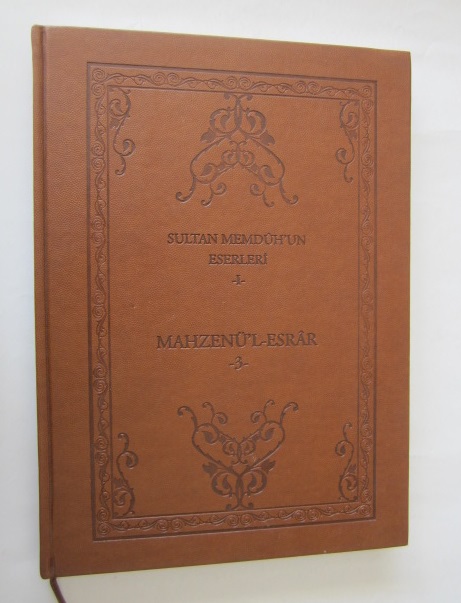 SULTAN MEMDÛH'UN
ESERLERİ
-1-
MAHZENÜ'L-ESRÂR
-3-